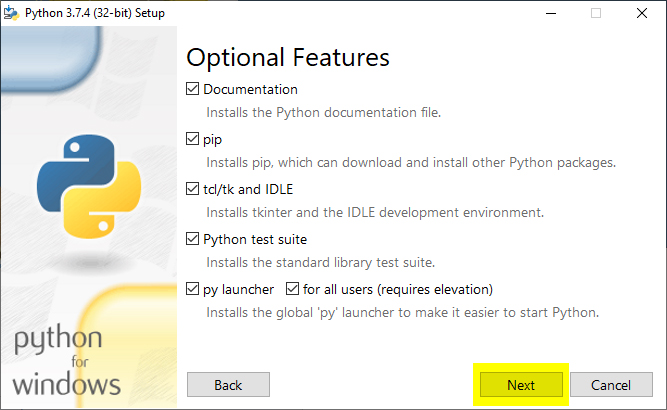 Python 3.7.4 (32-bit) Setup
Optional Features
Documentation
Installs the Python documentation file.
pip
Installs pip, which can download and install other Python packages.
tcl/tk and IDLE
Installs tkinter and the IDLE development environment.
Python test suite
Installs the standard library test suite.
py launcher for all users (requires elevation)
Installs the global 'py' launcher to make it easier to start Python.
python
for
windows
Back Next Cancel